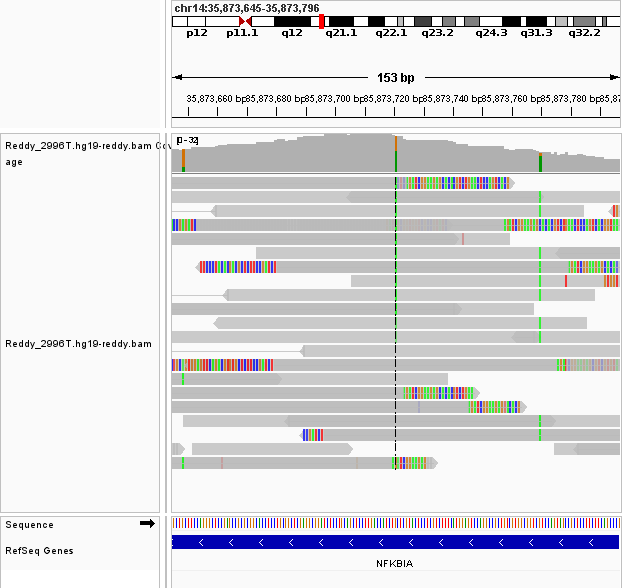 chr14:35,873,645-35,873,796
p12 p11.1 q12 q21.1 q22.1 q23.2 q24.3 q31.3 q32.2
153 bp
35,873,660 bp 35,873,680 bp 35,873,700 bp 35,873,720 bp 35,873,740 bp 35,873,760 bp 35,873,780 bp 35,87
[0-32]
Reddy_2996T.hg19-reddy.bam Cov
age
Reddy_2996T.hg19-reddy.bam
Sequence
RefSeq Genes
NFKBIA